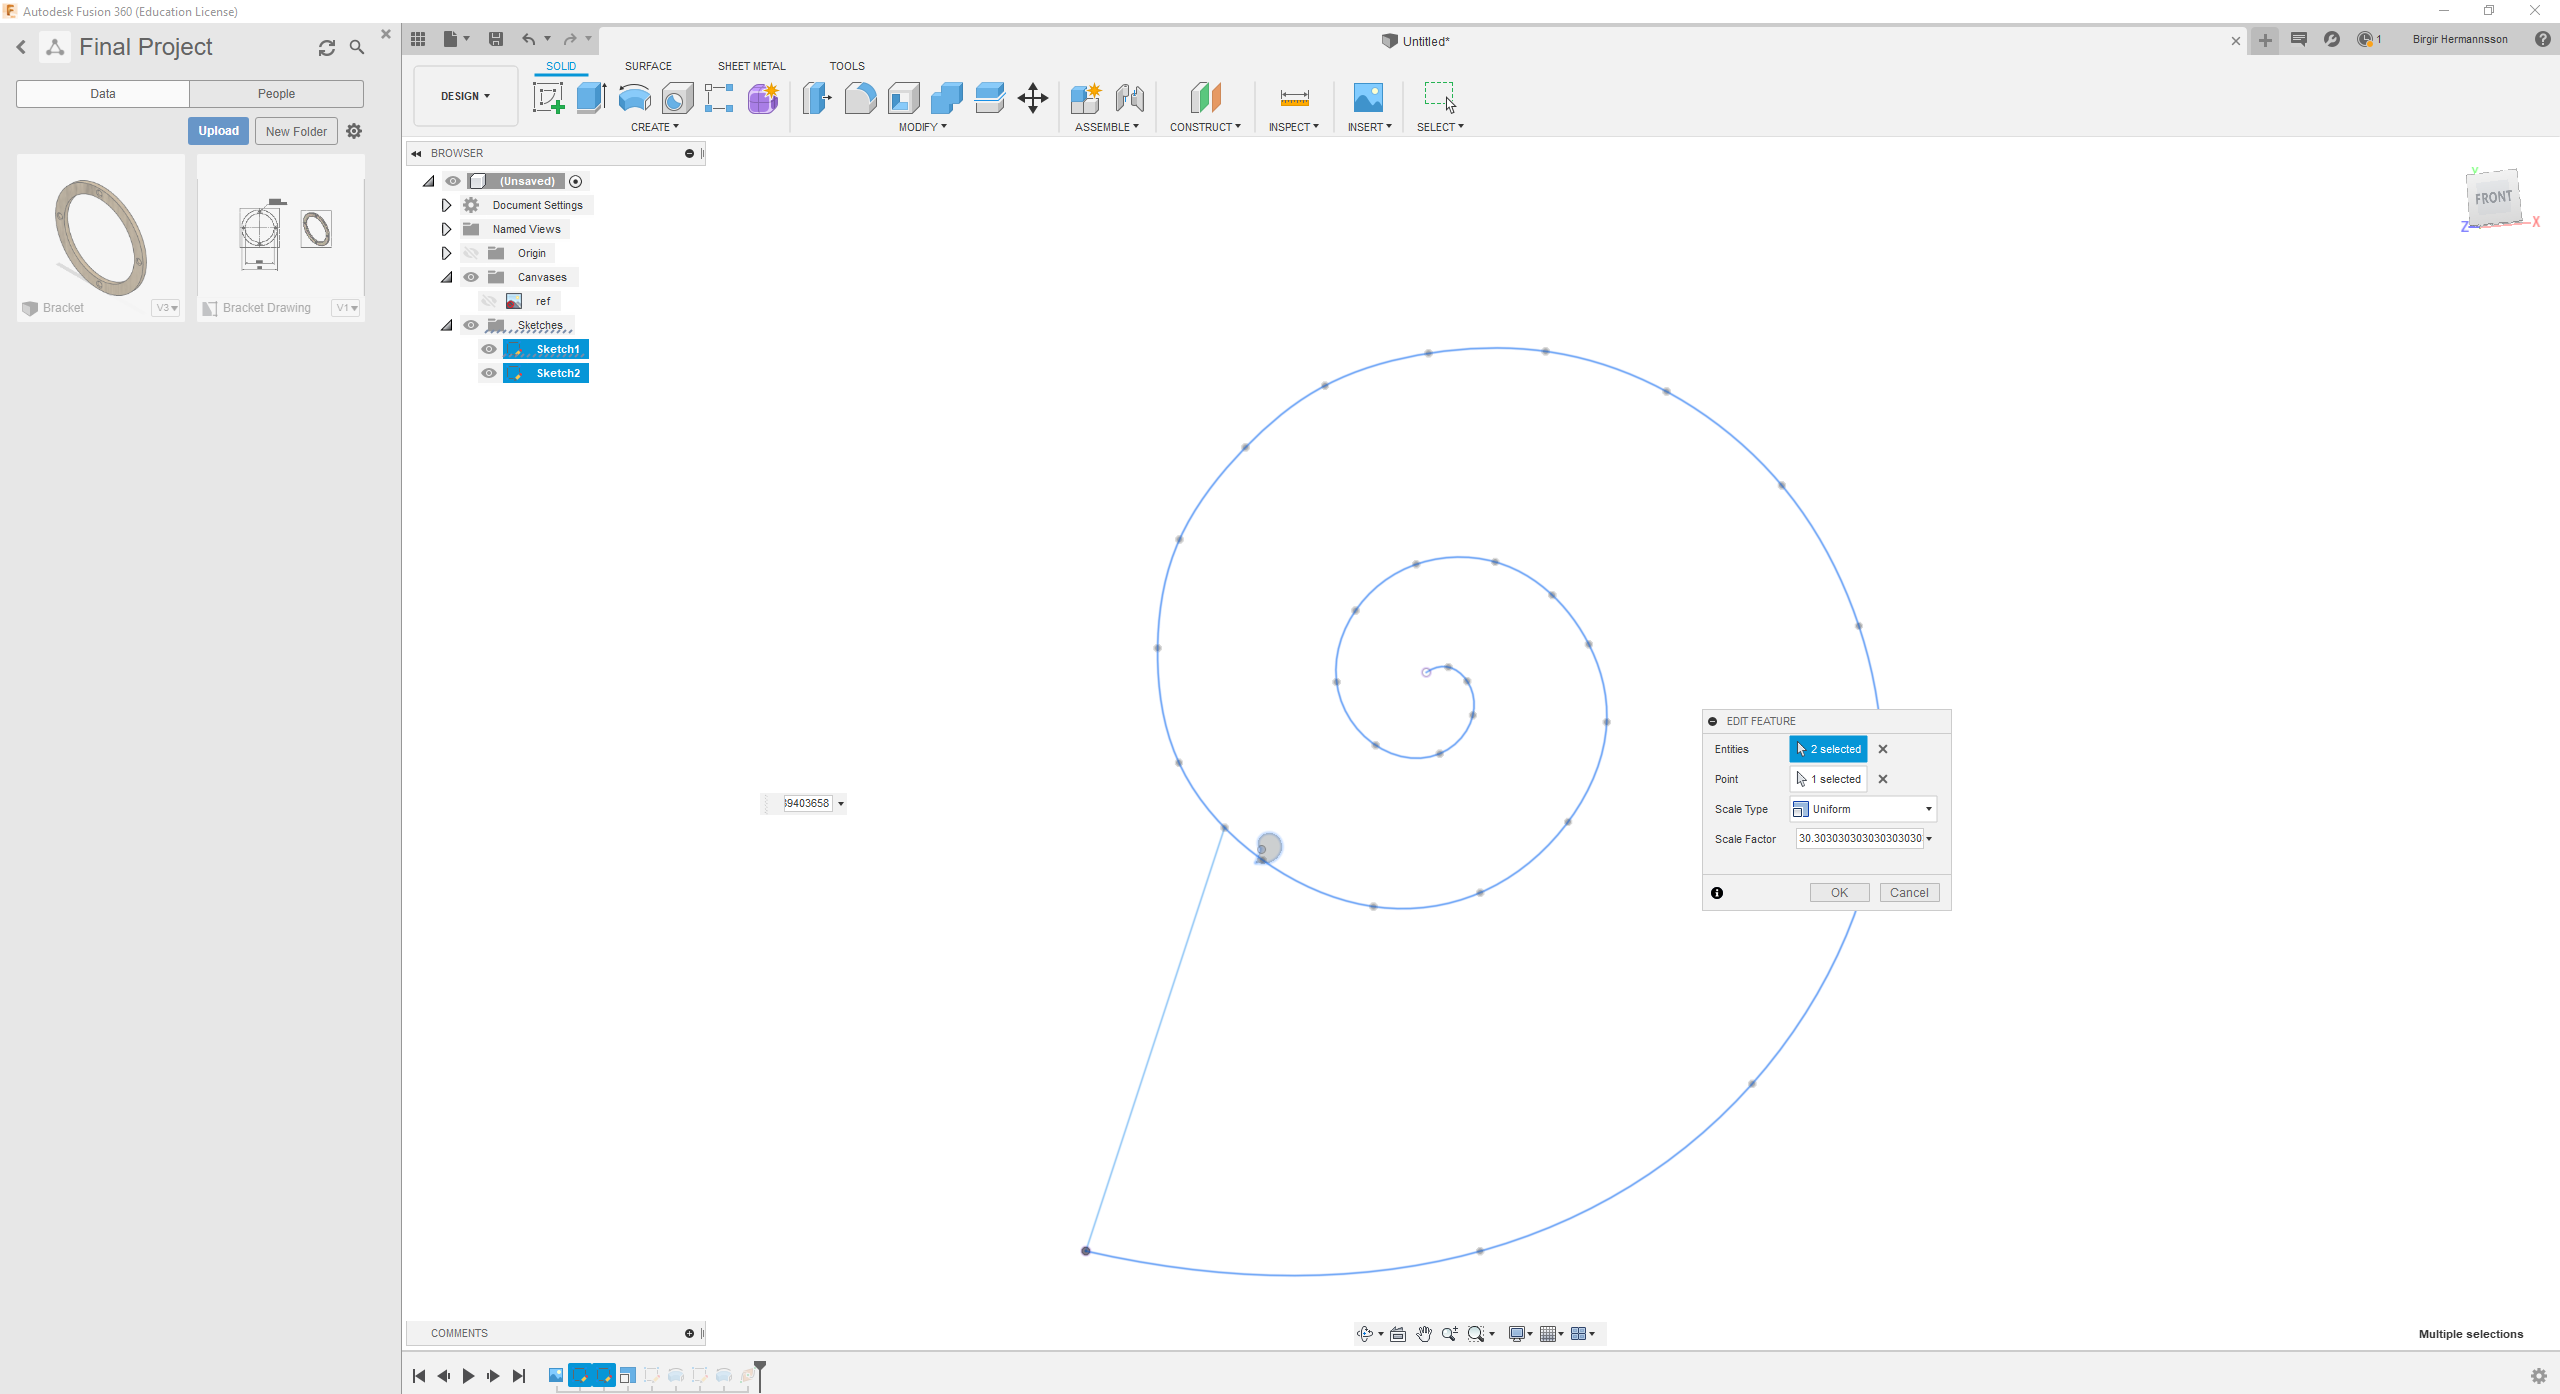 Autodesk Fusion 360 (Education License)
Final Project
Data
People
Upload
New Folder
Bracket
V3
Bracket Drawing
V1
Untitled*
1
Birgir Hermannsson
SOLID
SURFACE
SHEET METAL
TOOLS
DESIGN
CREATE
MODIFY
ASSEMBLE
CONSTRUCT
INSPECT
INSERT
SELECT
BROWSER
(Unsaved)
Document Settings
Named Views
Origin
Canvases
ref
Sketches
Sketch1
Sketch2
Y
FRONT
Z
X
39403658
EDIT FEATURE
Entities
2 selected
Point
1 selected
Scale Type
Uniform
Scale Factor
30.303030303030303030
OK
Cancel
COMMENTS
Multiple selections